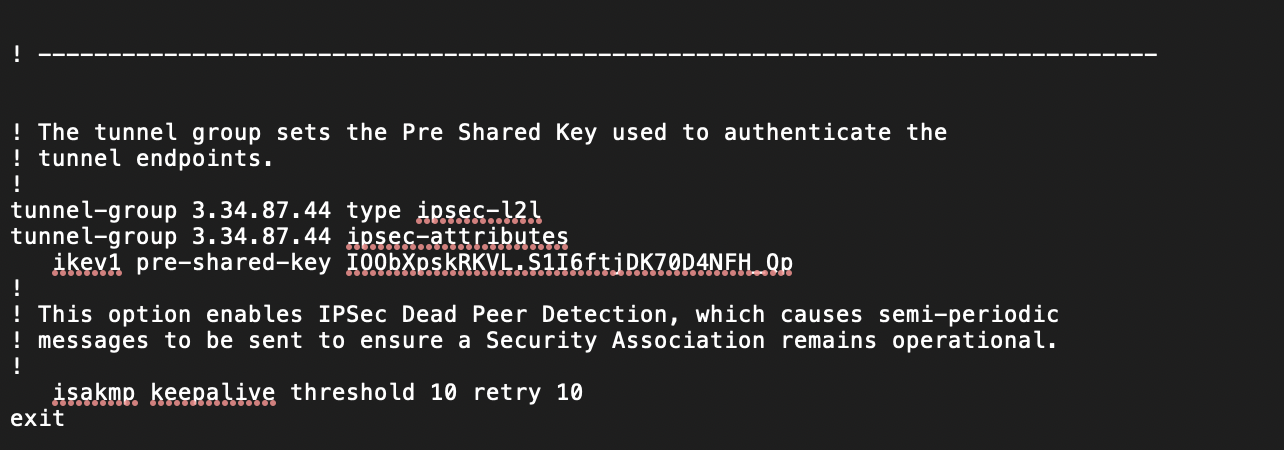 ! --------------------------------------------------------------------------------
! The tunnel group sets the Pre Shared Key used to authenticate the
! tunnel endpoints.
!
tunnel-group 3.34.87.44 type ipsec-l2l
tunnel-group 3.34.87.44 ipsec-attributes
ikev1 pre-shared-key IOObXpskRKVL.S1I6ftjDK70D4NFH_Qp
!
! This option enables IPSec Dead Peer Detection, which causes semi-periodic
! messages to be sent to ensure a Security Association remains operational.
!
isakmp keepalive threshold 10 retry 10
exit